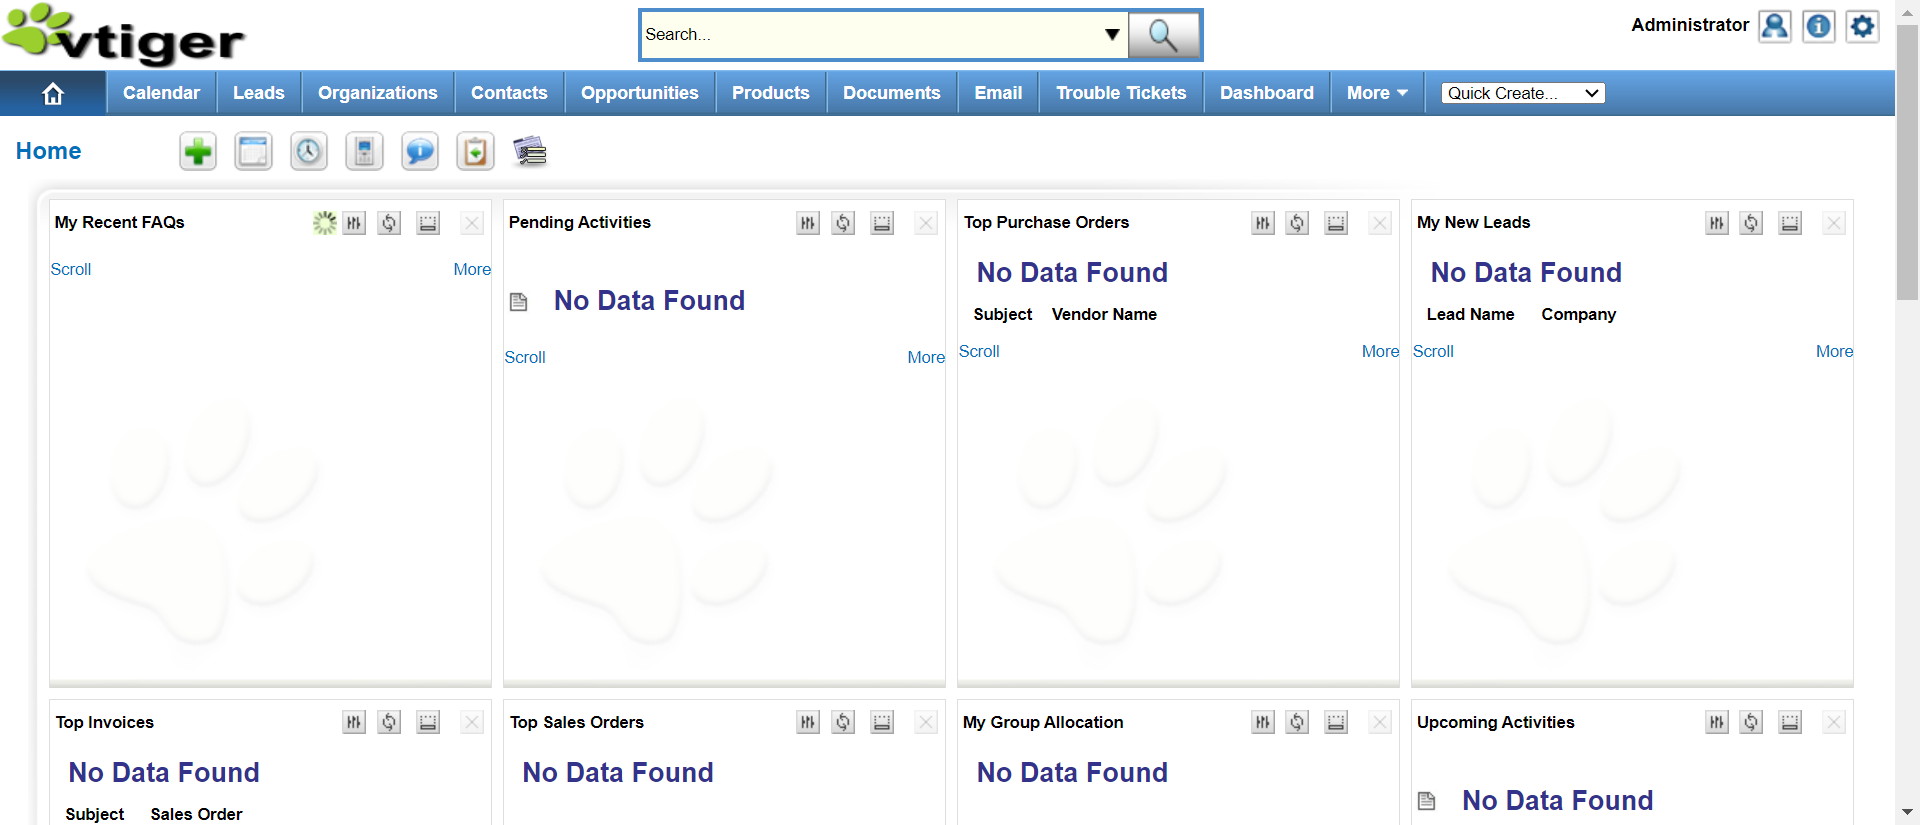 vtiger
Search...
Administrator
Calendar Leads Organizations Contacts Opportunities Products Documents Email Trouble Tickets Dashboard More Quick Create...
Home
My Recent FAQs
Scroll More
Pending Activities
No Data Found
Scroll More
Top Purchase Orders
No Data Found
Subject Vendor Name
Scroll More
My New Leads
No Data Found
Lead Name Company
Scroll More
Top Invoices
No Data Found
Subject Sales Order
Top Sales Orders
No Data Found
My Group Allocation
No Data Found
Upcoming Activities
No Data Found